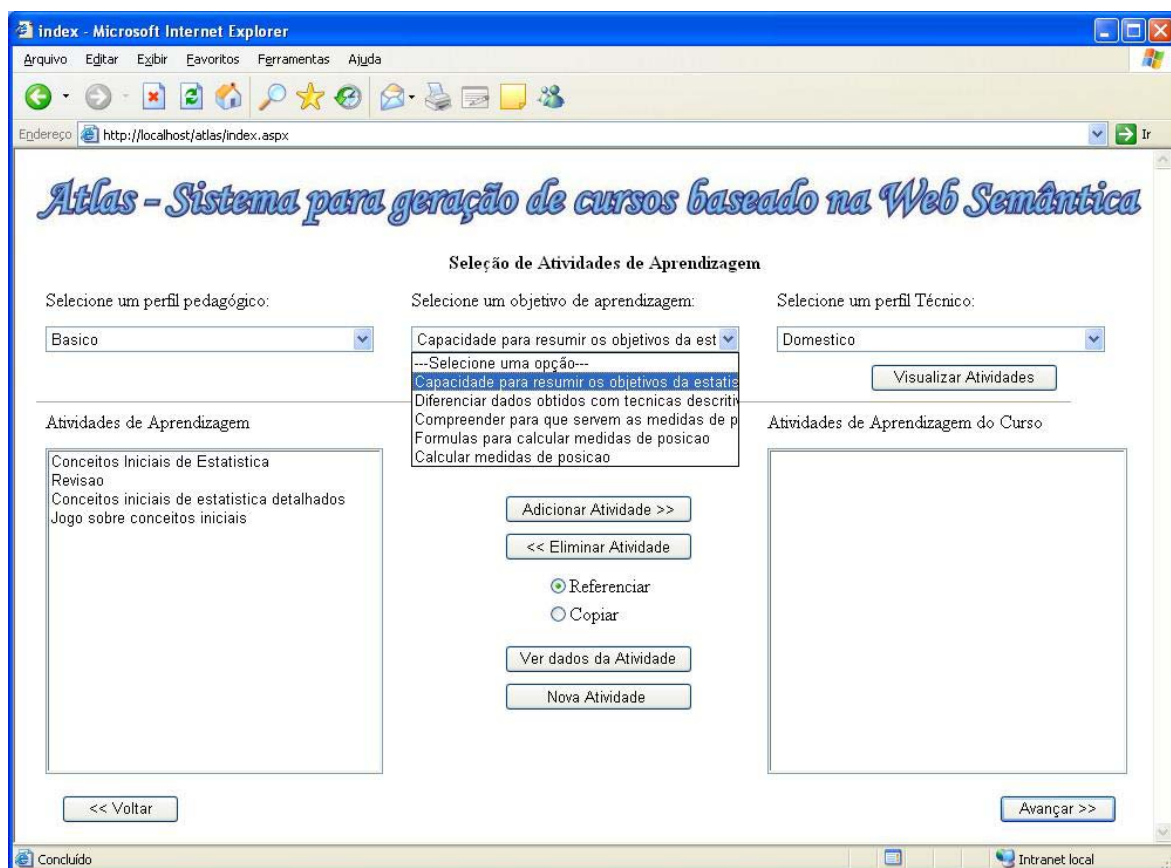 index - Microsoft Internet Explorer
Arquivo Editar Exibir Favoritos Ferramentas Ajuda
Endereço http://localhost/atlas/index.aspx Ir
Atlas - Sistema para geração de cursos baseado na Web Semântica
Seleção de Atividades de Aprendizagem
Selecione um perfil pedagógico: Selecione um objetivo de aprendizagem: Selecione um perfil Técnico:
Basico Capacidade para resumir os objetivos da est Domestico
---Selecione uma opção---
Capacidade para resumir os objetivos da estatis
Visualizar Atividades
Diferenciar dados obtidos com tecnicas descritiv
Compreender para que servem as medidas de p
Formulas para calcular medidas de posicao
Calcular medidas de posicao
Atividades de Aprendizagem Atividades de Aprendizagem do Curso
Conceitos Iniciais de Estatistica
Revisao
Conceitos iniciais de estatistica detalhados
Jogo sobre conceitos iniciais
Adicionar Atividade >>
<< Eliminar Atividade
Referenciar
Copiar
Ver dados da Atividade
Nova Atividade
<< Voltar Avançar >>
Concluído Intranet local